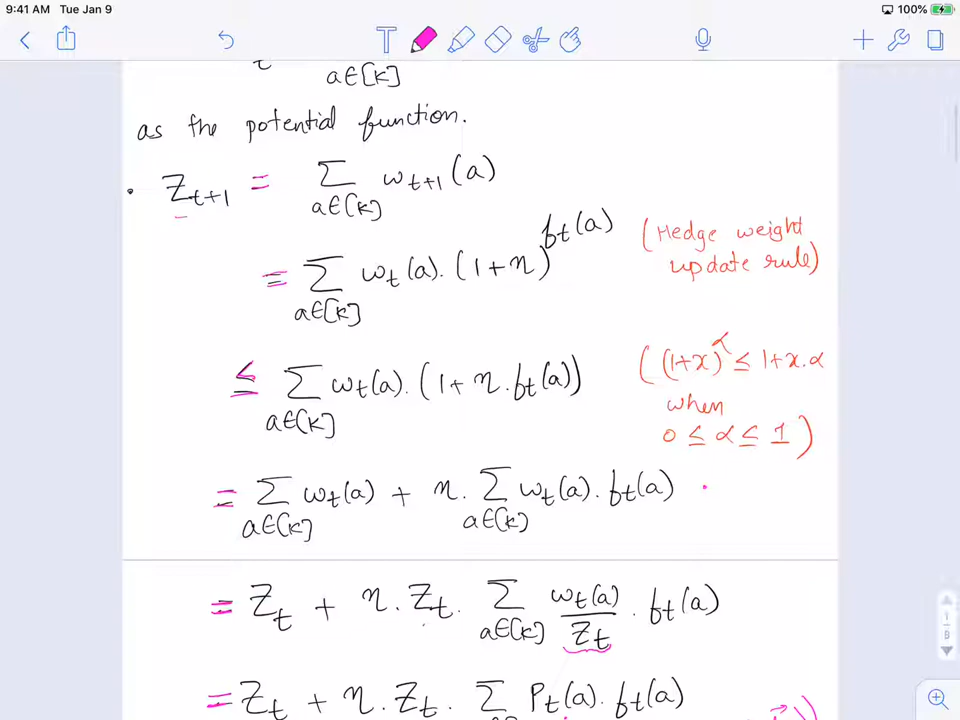 9:41 AM Tue Jan 9 100%
t a∈[K]
as the potential function.
• Z_{t+1} = Σ_{a∈[K]} w_{t+1}(a)
= Σ_{a∈[K]} w_t(a). (1+η)^{f_t(a)} (Hedge weight
update rule)
≤ Σ_{a∈[K]} w_t(a). (1+η.f_t(a)) ((1+x)^α ≤ 1+x.α
when
0 ≤ α ≤ 1)
= Σ_{a∈[K]} w_t(a) + η. Σ_{a∈[K]} w_t(a). f_t(a)
= Z_t + η. Z_t. Σ_{a∈[K]} w_t(a)/Z_t . f_t(a)
= Z_t + η. Z_t. Σ P_t(a). f_t(a)
1
8